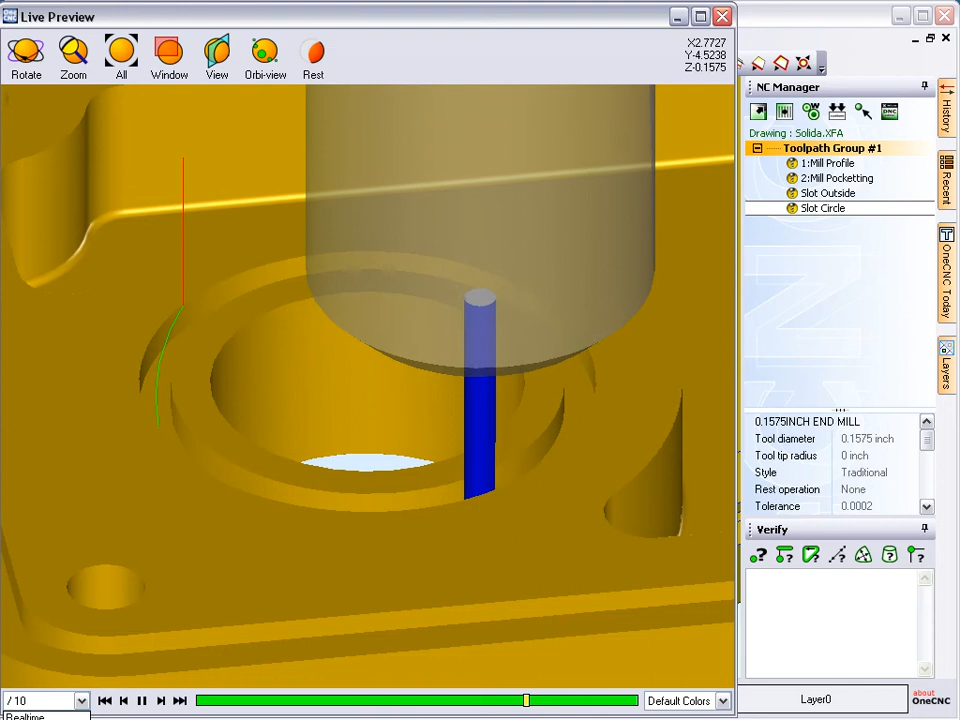 Live Preview
Rotate
Zoom
All
Window
View
Orbi-view
Rest
X2.7727
Y-4.5238
Z-0.1575
NC Manager
Drawing : Solida.XFA
Toolpath Group #1
1:Mill Profile
2:Mill Pocketting
Slot Outside
Slot Circle
History
Recent
OneCNC Today
Layers
0.1575INCH END MILL
Tool diameter 0.1575 inch
Tool tip radius 0 inch
Style Traditional
Rest operation None
Tolerance 0.0002
Verify
/ 10
Realtime
Default Colors
Layer0
about
OneCNC